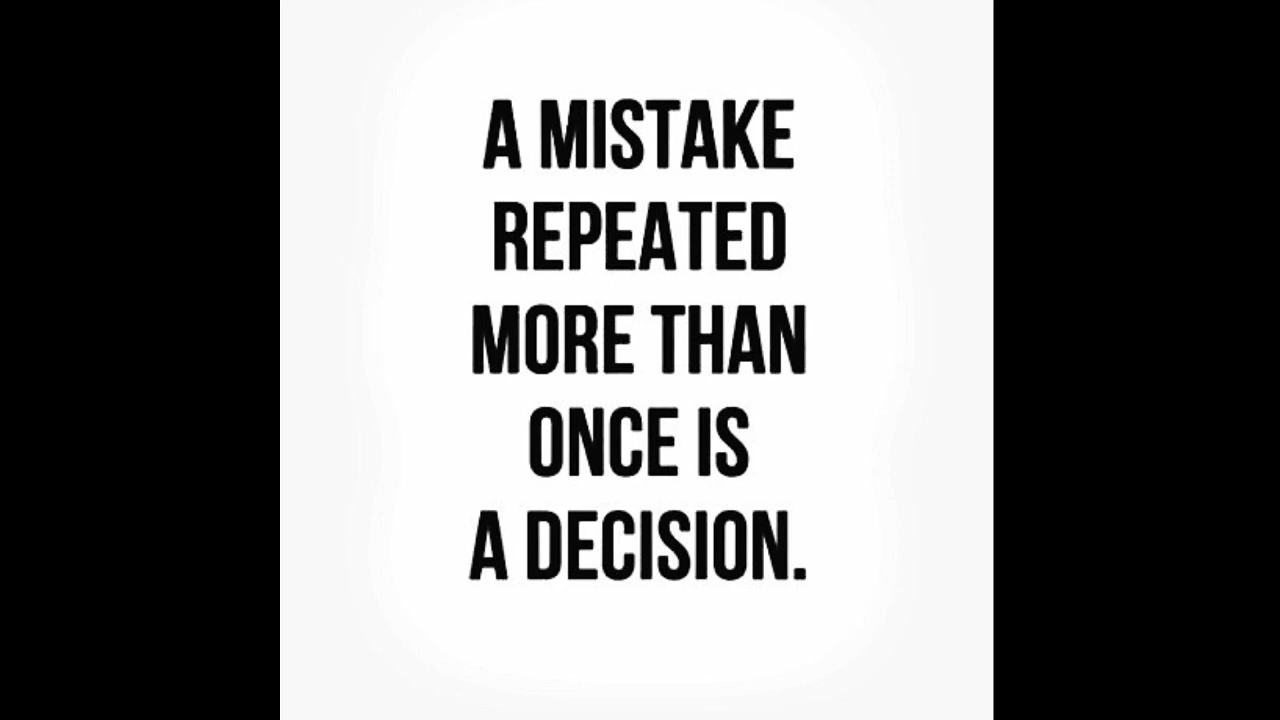 A MISTAKE
REPEATED
MORE THAN
ONCE IS
A DECISION.